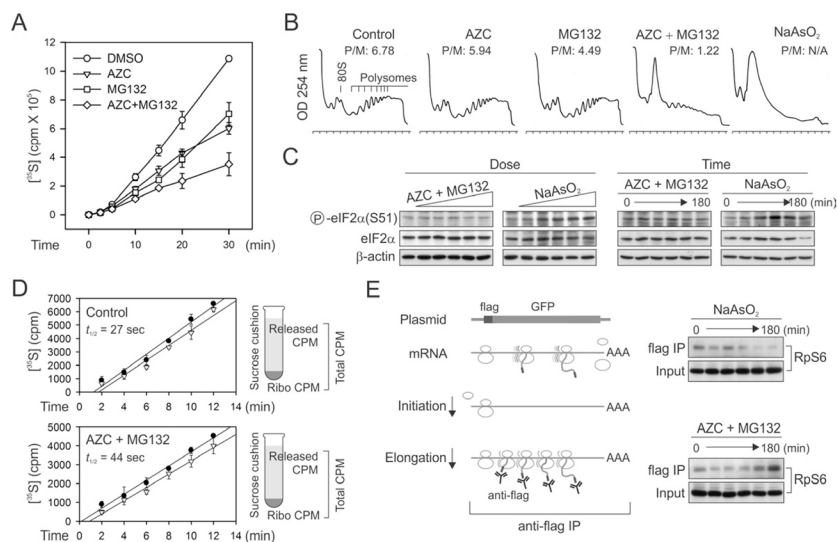 A
[³⁵S] (cpm X 10⁵)
12
10
8
6
4
2
0
DMSO
AZC
MG132
AZC+MG132
Time
0
10
20
30
(min)
B
OD 254 nm
Control
P/M: 6.78
80S
Polysomes
AZC
P/M: 5.94
MG132
P/M: 4.49
AZC + MG132
P/M: 1.22
NaAsO₂
P/M: N/A
C
Dose
Time
AZC + MG132
NaAsO₂
AZC + MG132
0 180
NaAsO₂
0 180 (min)
Ⓟ-eIF2α(S51)
eIF2α
β-actin
D
[³⁵S] (cpm)
7000
6000
5000
4000
3000
2000
1000
0
Control
t1/2 = 27 sec
Time 0 2 4 6 8 10 12 14 (min)
Sucrose cushion
Released CPM
Ribo CPM
Total CPM
[³⁵S] (cpm)
5000
4000
3000
2000
1000
0
AZC + MG132
t1/2 = 44 sec
Time 0 2 4 6 8 10 12 14 (min)
Sucrose cushion
Released CPM
Ribo CPM
Total CPM
E
flag GFP
Plasmid
mRNA
AAA
Initiation
AAA
Elongation
AAA
anti-flag
anti-flag IP
NaAsO₂
0 180 (min)
flag IP
Input
RpS6
AZC + MG132
0 180 (min)
flag IP
Input
RpS6